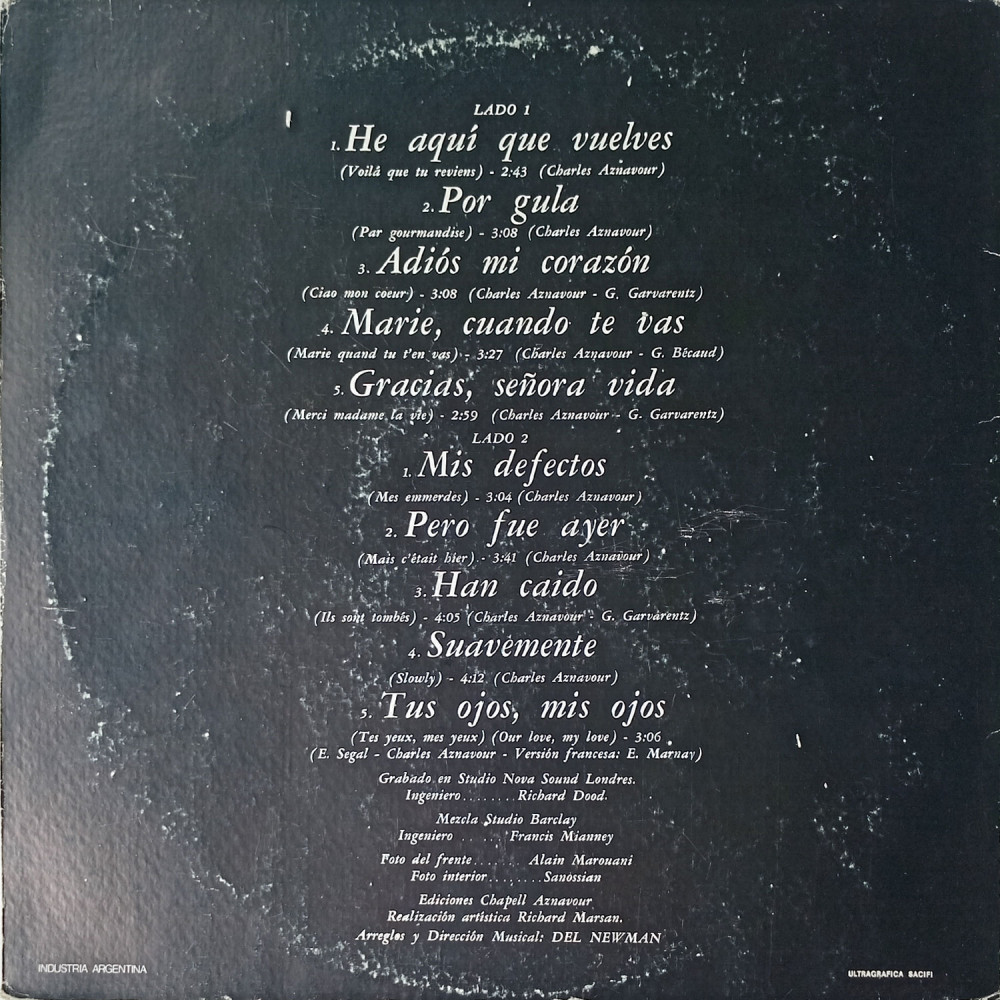 LADO 1
1. He aquí que vuelves
(Voilà que tu reviens) - 2:43 (Charles Aznavour)
2. Por gula
(Par gourmandise) - 3:08 (Charles Aznavour)
3. Adiós mi corazón
(Ciao mon coeur) - 3:08 (Charles Aznavour - G. Garvarentz)
4. Marie, cuando te vas
(Marie quand tu t'en vas) - 3:27 (Charles Aznavour - G. Bécaud)
5. Gracias, señora vida
(Merci madame la vie) - 2:59 (Charles Aznavour - G. Garvarentz)
LADO 2
1. Mis defectos
(Mes emmerdes) - 3:04 (Charles Aznavour)
2. Pero fue ayer
(Mais c'était hier) - 3:41 (Charles Aznavour)
3. Han caido
(Ils sont tombés) - 4:05 (Charles Aznavour - G. Garvarentz)
4. Suavemente
(Slowly) - 4:12 (Charles Aznavour)
5. Tus ojos, mis ojos
(Tes yeux, mes yeux) (Our love, my love) - 3:06
(E. Segal - Charles Aznavour - Versión francesa: E. Marnay)
Grabado en Studio Nova Sound Londres.
Ingeniero ........ Richard Dood.
Mezcla Studio Barclay
Ingeniero ........ Francis Mianney
Foto del frente ........ Alain Marouani
Foto interior ........ Sanossian
Ediciones Chapell Aznavour
Realización artística Richard Marsan.
Arreglos y Dirección Musical: DEL NEWMAN
INDUSTRIA ARGENTINA
ULTRAGRAFICA SACIFI